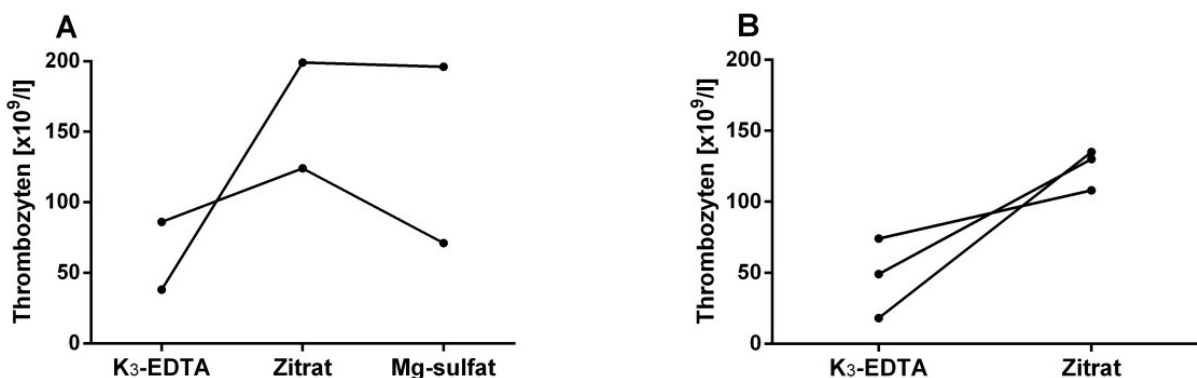 A
Thrombozyten [x10⁹/l]
200
150
100
50
0
K₃-EDTA Zitrat Mg-sulfat
B
Thrombozyten [x10⁹/l]
200
150
100
50
0
K₃-EDTA Zitrat